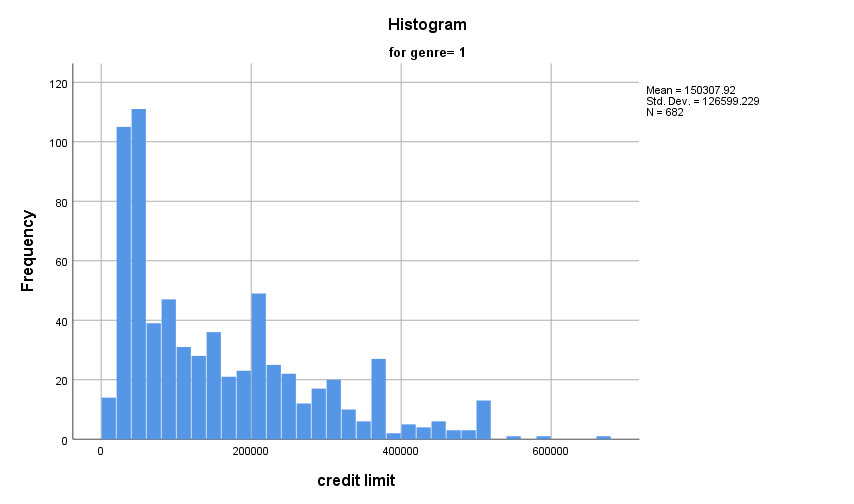 Histogram
for genre= 1
Mean = 150307.92
Std. Dev. = 126599.229
N = 682
120
100
80
60
40
20
0
Frequency
0
200000
400000
600000
credit limit